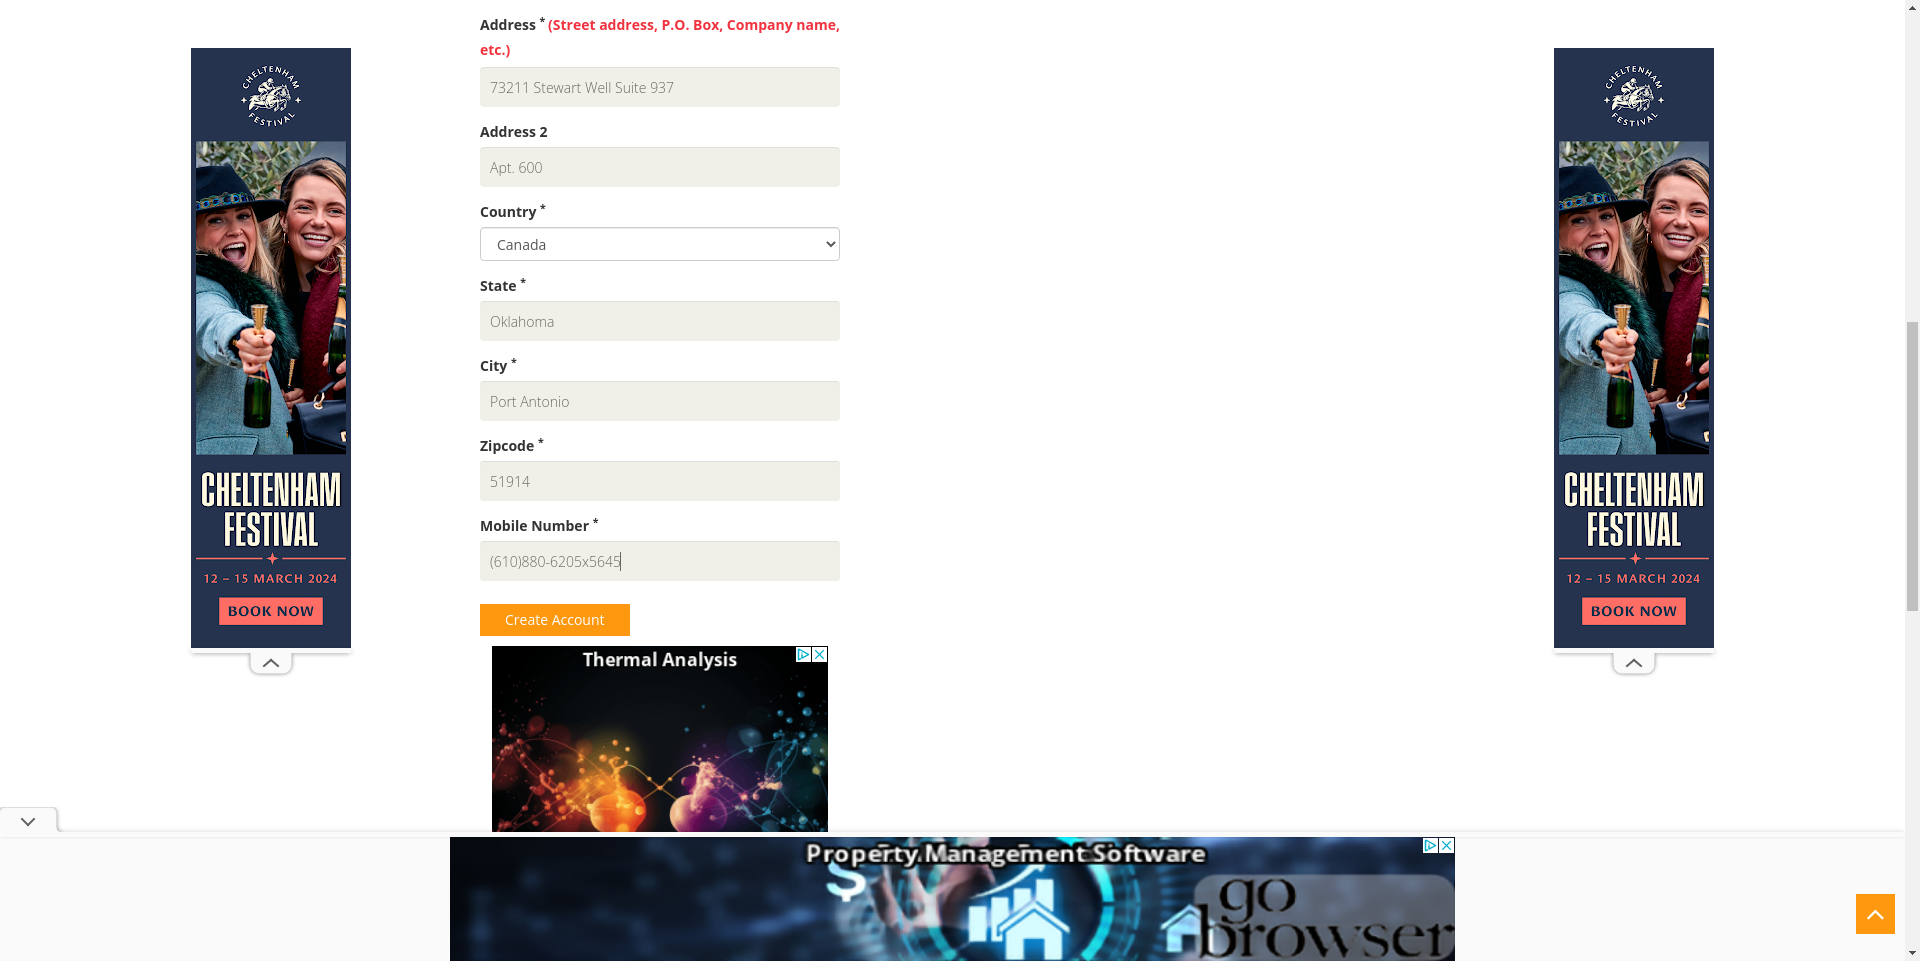 Address * (Street address, P.O. Box, Company name,
etc.)
73211 Stewart Well Suite 937
Address 2
Apt. 600
Country *
Canada
State *
Oklahoma
City *
Port Antonio
Zipcode *
51914
Mobile Number *
(610)880-6205x5645
Create Account
Thermal Analysis
CHELTENHAM
FESTIVAL
CHELTENHAM
FESTIVAL
12 – 15 MARCH 2024
BOOK NOW
CHELTENHAM
FESTIVAL
CHELTENHAM
FESTIVAL
12 – 15 MARCH 2024
BOOK NOW
Property Management Software
go
browser